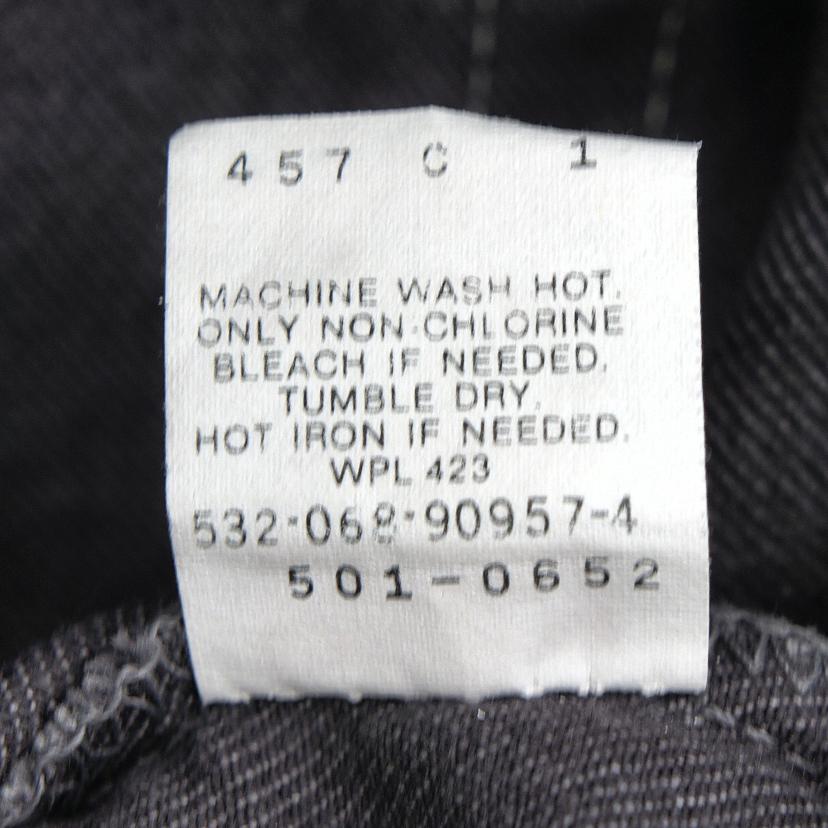 457 C 1
MACHINE WASH HOT.
ONLY NON-CHLORINE
BLEACH IF NEEDED.
TUMBLE DRY.
HOT IRON IF NEEDED.
WPL 423
532-068-90957-4
501-0652